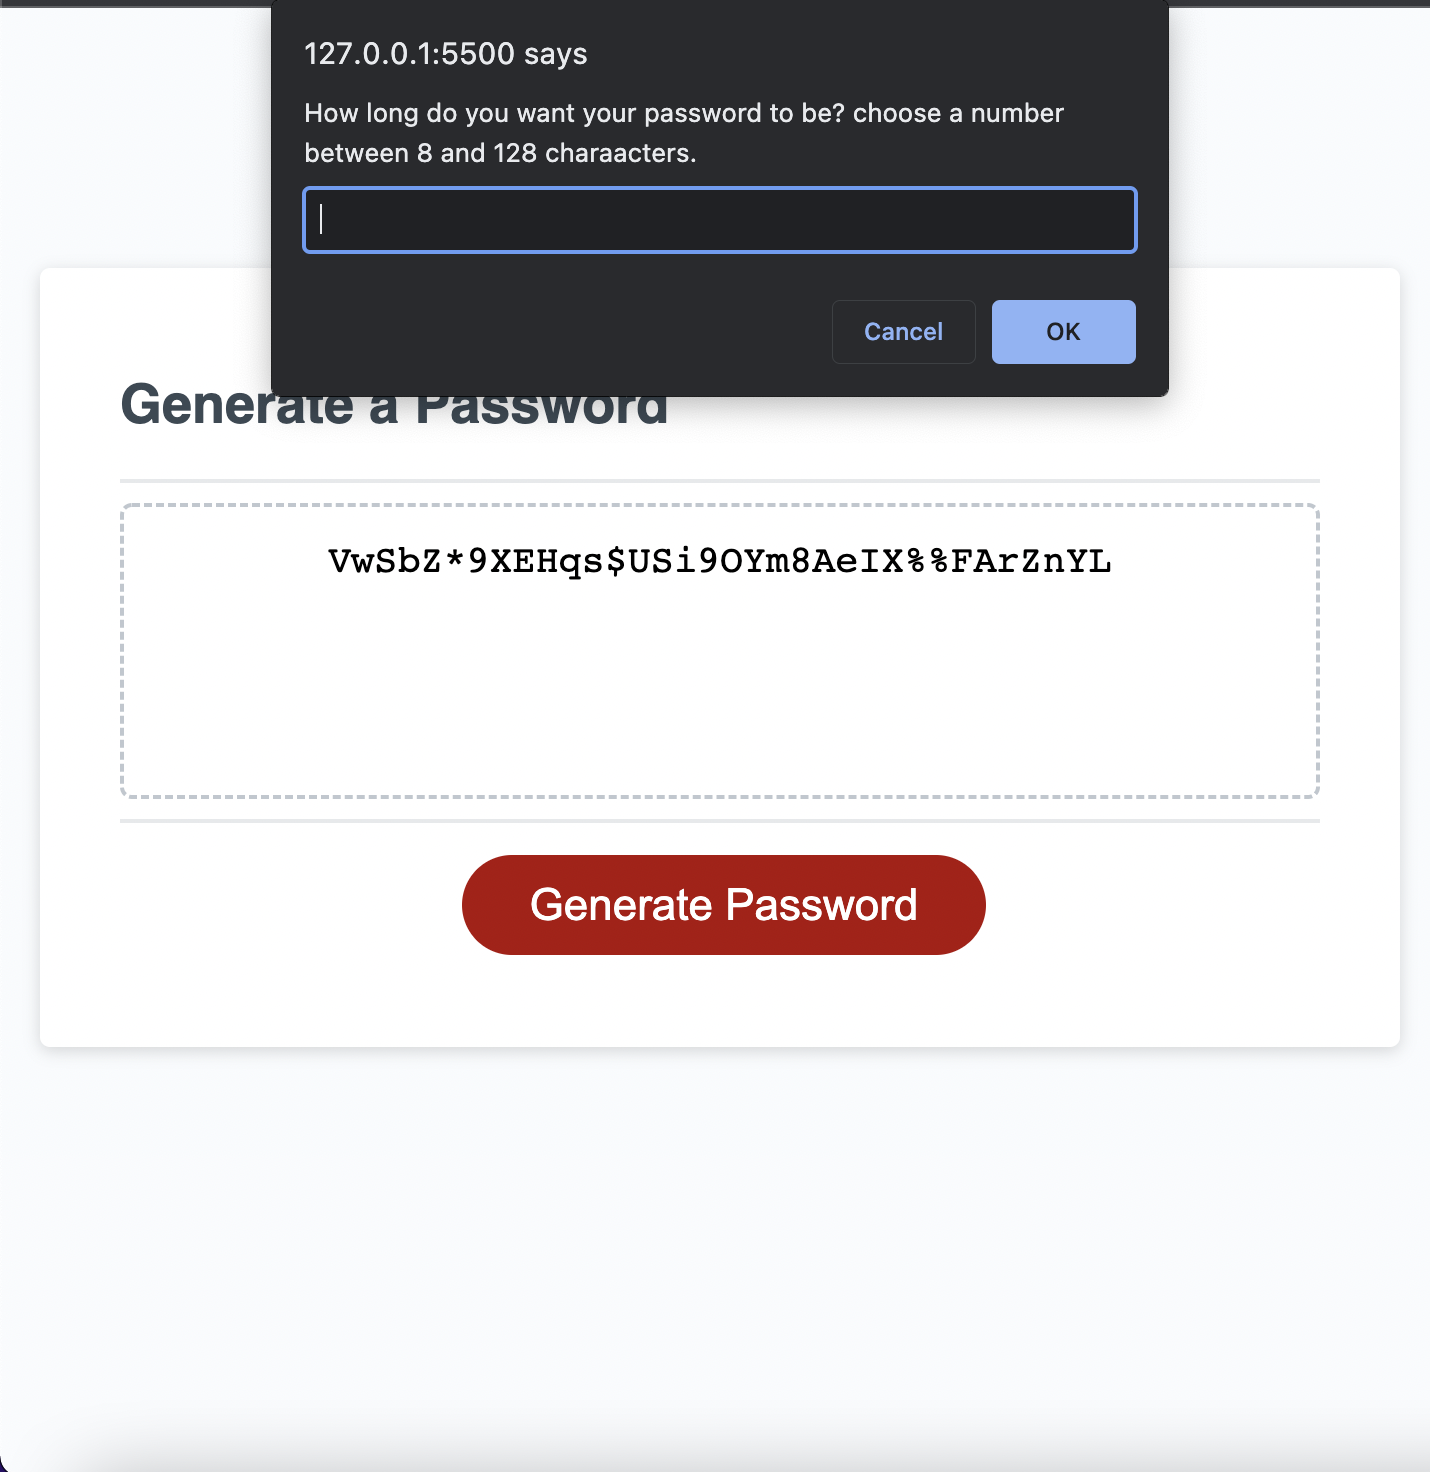 127.0.0.1:5500 says
How long do you want your password to be? choose a number
between 8 and 128 charaacters.
Cancel
OK
Generate a Password
VwSbZ*9XEHqs$USi9OYm8AeIX%%FArZnYL
Generate Password